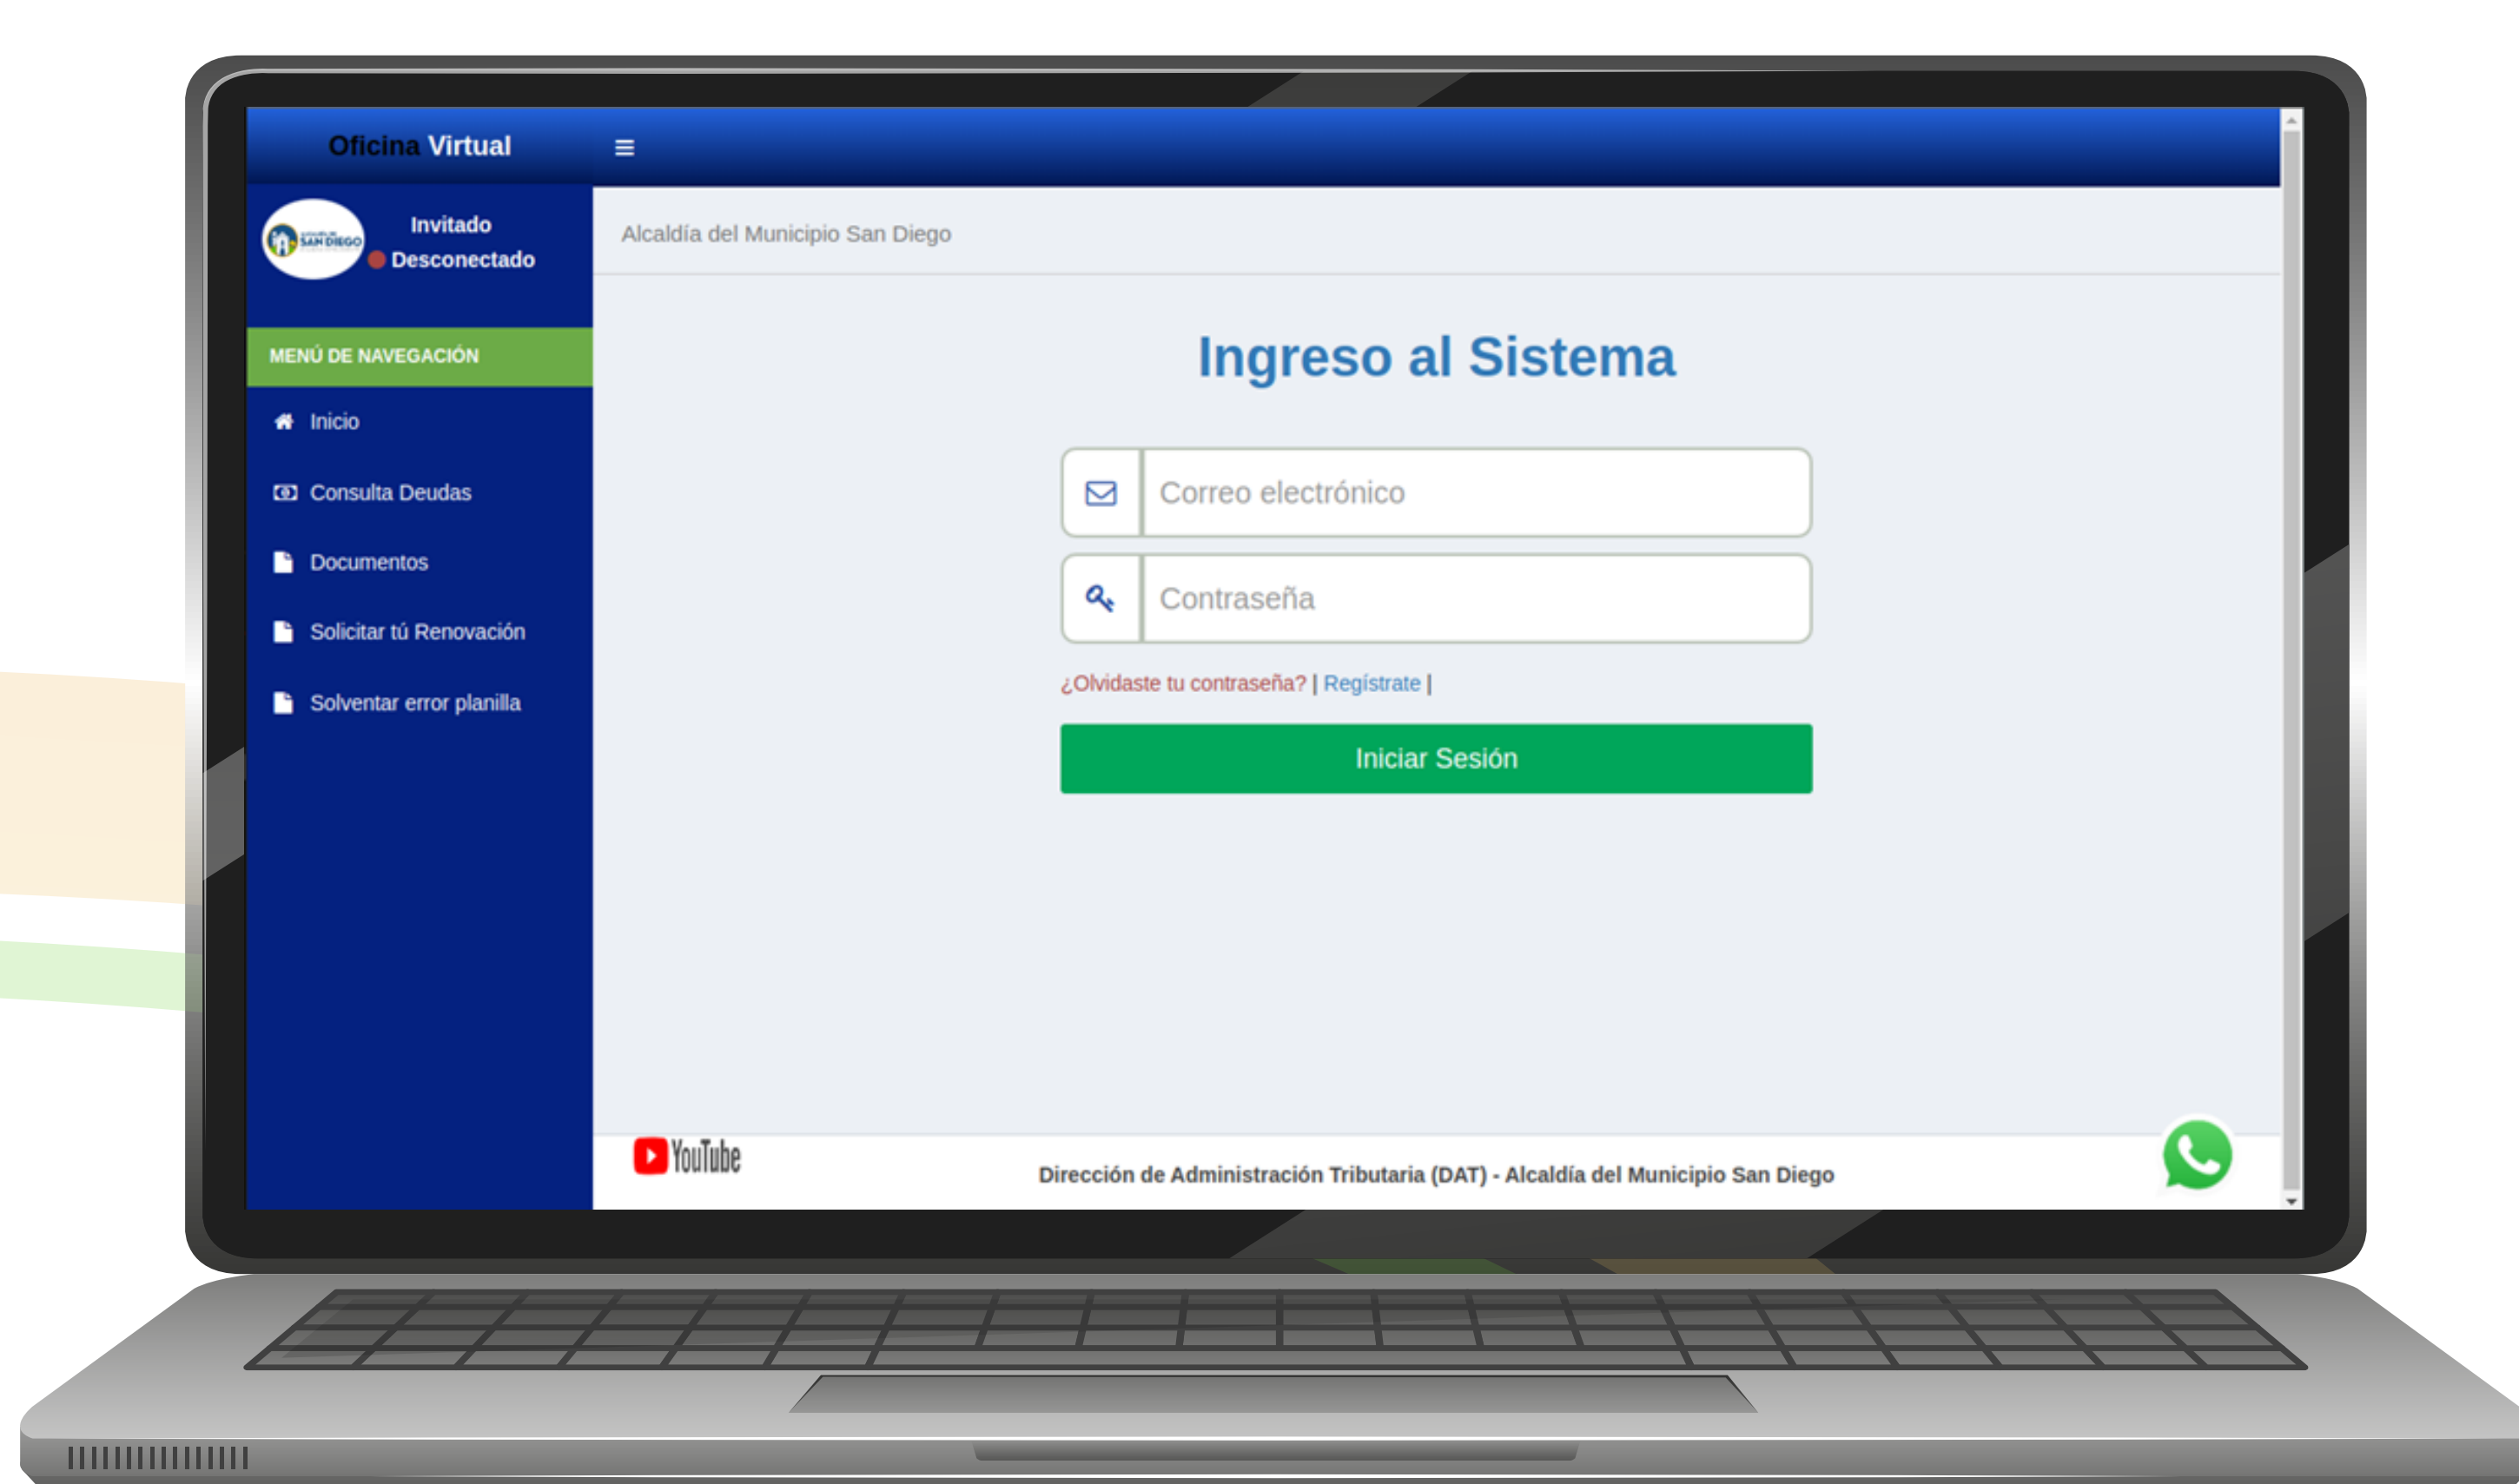 Oficina Virtual
SAN DIEGO
Invitado
Desconectado
MENÚ DE NAVEGACIÓN
Inicio
Consulta Deudas
Documentos
Solicitar tú Renovación
Solventar error planilla
Alcaldía del Municipio San Diego
Ingreso al Sistema
Correo electrónico
Contraseña
¿Olvidaste tu contraseña? | Regístrate |
Iniciar Sesión
YouTube
Dirección de Administración Tributaria (DAT) - Alcaldía del Municipio San Diego